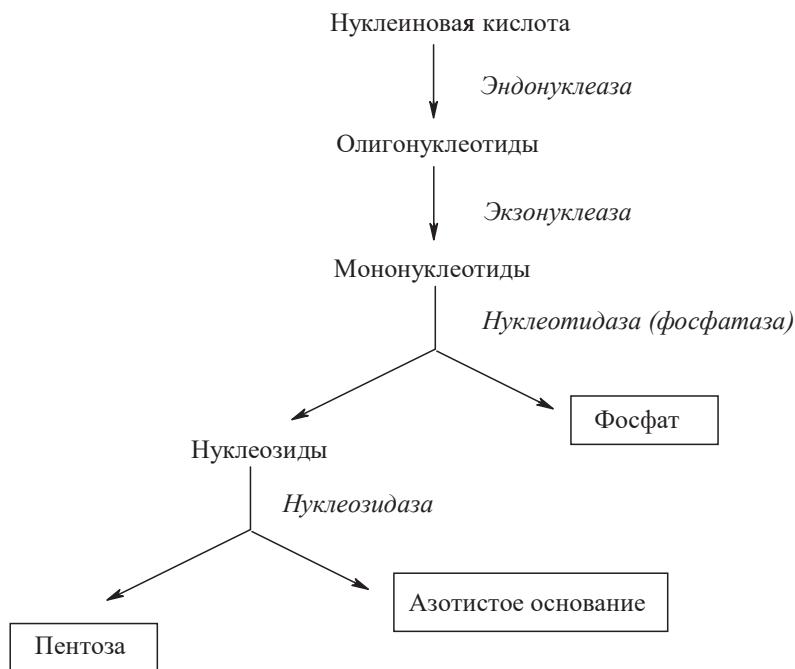 Нуклеиновая кислота
Эндонуклеаза
Олигонуклеотиды
Экзонуклеаза
Мононуклеотиды
Нуклеотидаза (фосфатаза)
Фосфат
Нуклеозиды
Нуклеозидаза
Азотистое основание
Пентоза